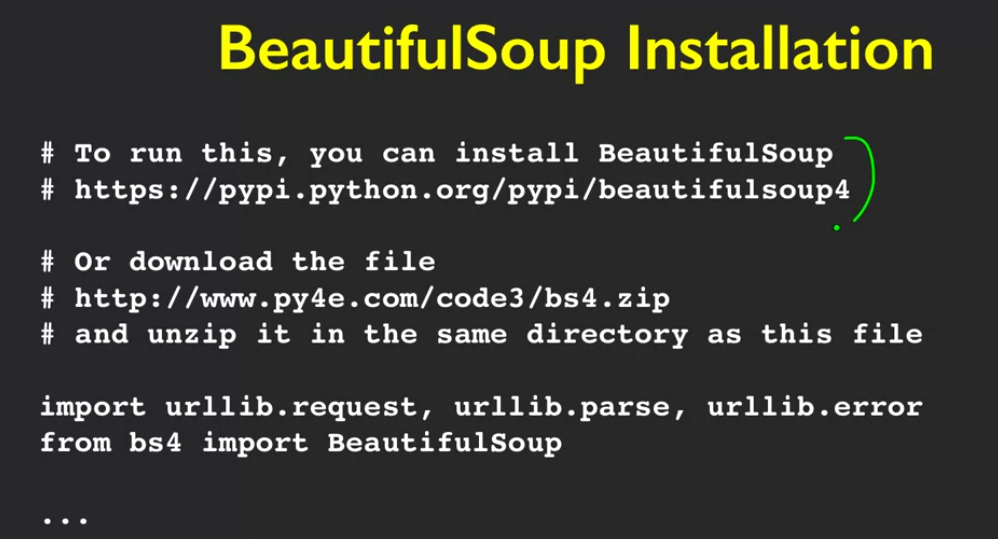 BeautifulSoup Installation
# To run this, you can install BeautifulSoup
# https://pypi.python.org/pypi/beautifulsoup4
# Or download the file
# http://www.py4e.com/code3/bs4.zip
# and unzip it in the same directory as this file
import urllib.request, urllib.parse, urllib.error
from bs4 import BeautifulSoup
...